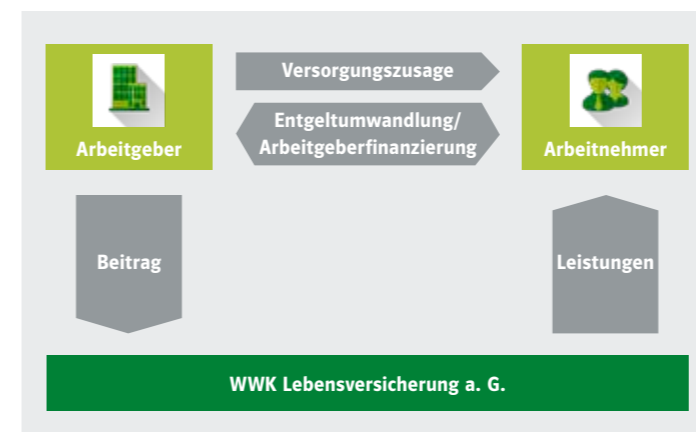 Versorgungszusage
Entgeltumwandlung/
Arbeitgeberfinanzierung
Arbeitgeber
Arbeitnehmer
Beitrag
Leistungen
WWK Lebensversicherung a. G.